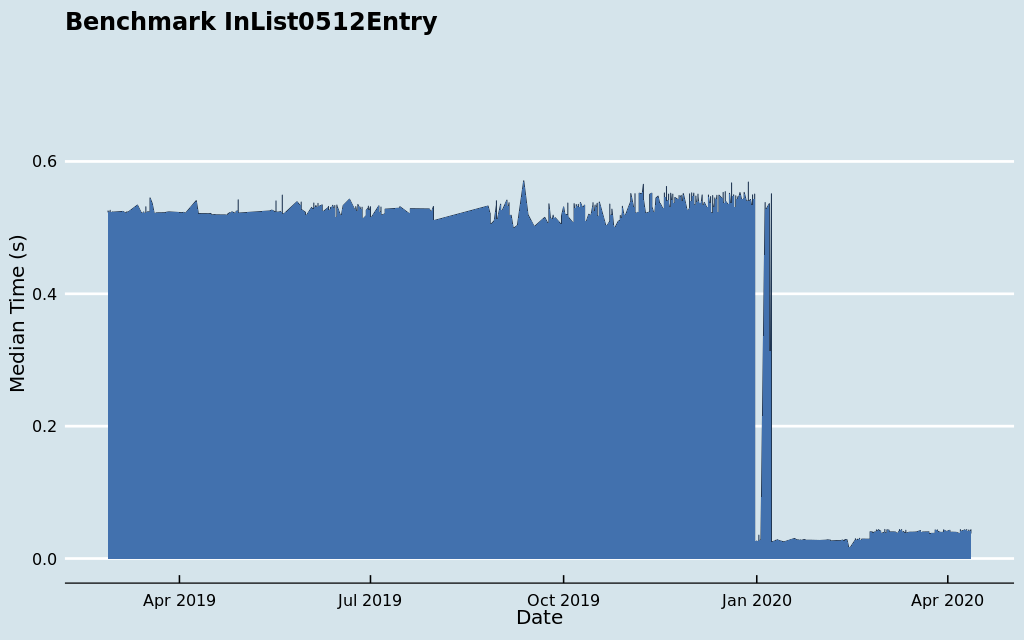 Benchmark InList0512Entry
0.6
0.4
0.2
0.0
Median Time (s)
Apr 2019 Jul 2019 Oct 2019 Jan 2020 Apr 2020
Date